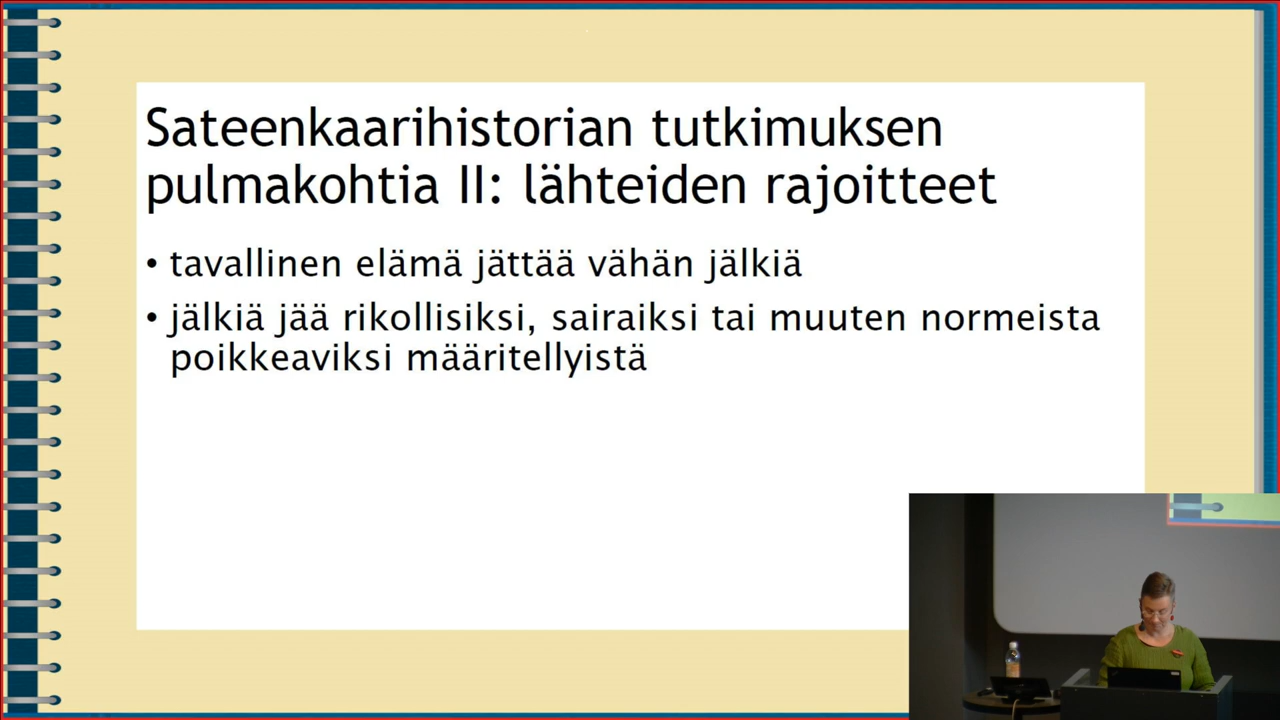 Sateenkaarihistorian tutkimuksen
pulmakohtia II: lähteiden rajoitteet
• tavallinen elämä jättää vähän jälkiä
• jälkiä jää rikollisiksi, sairaiksi tai muuten normeista
poikkeaviksi määritellyistä